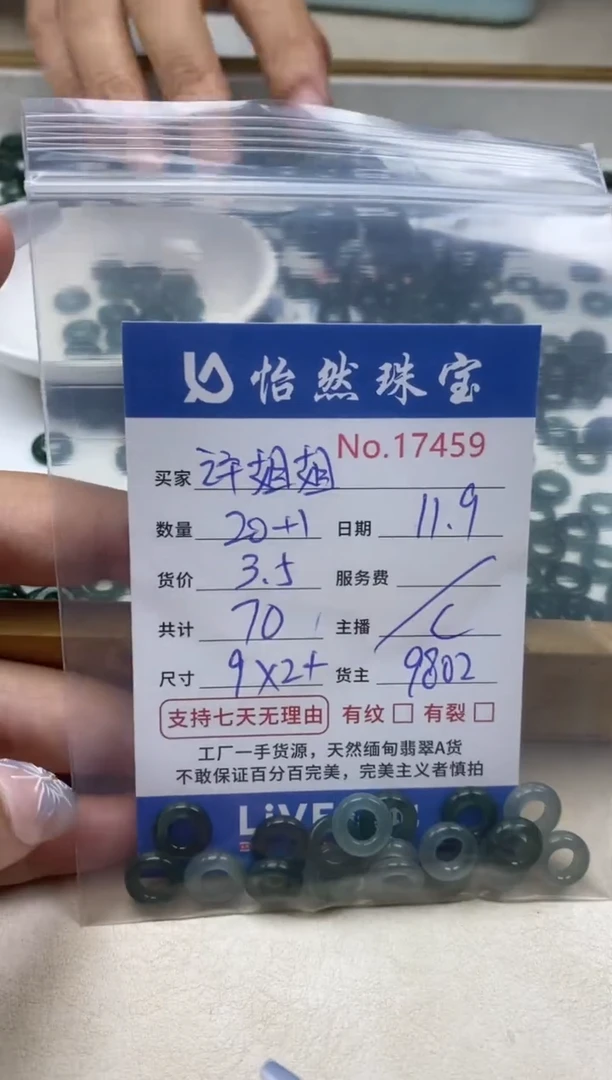 怡然珠宝
No.17459
买家 许姐姐
数量 20+1 日期 11.9
货价 3.5 服务费 /
共计 70 主播 C
尺寸 9x2+ 货主 9802
支持七天无理由 有纹 □ 有裂 □
工厂一手货源，天然缅甸翡翠A货
不敢保证百分百完美，完美主义者慎拍
LiVE